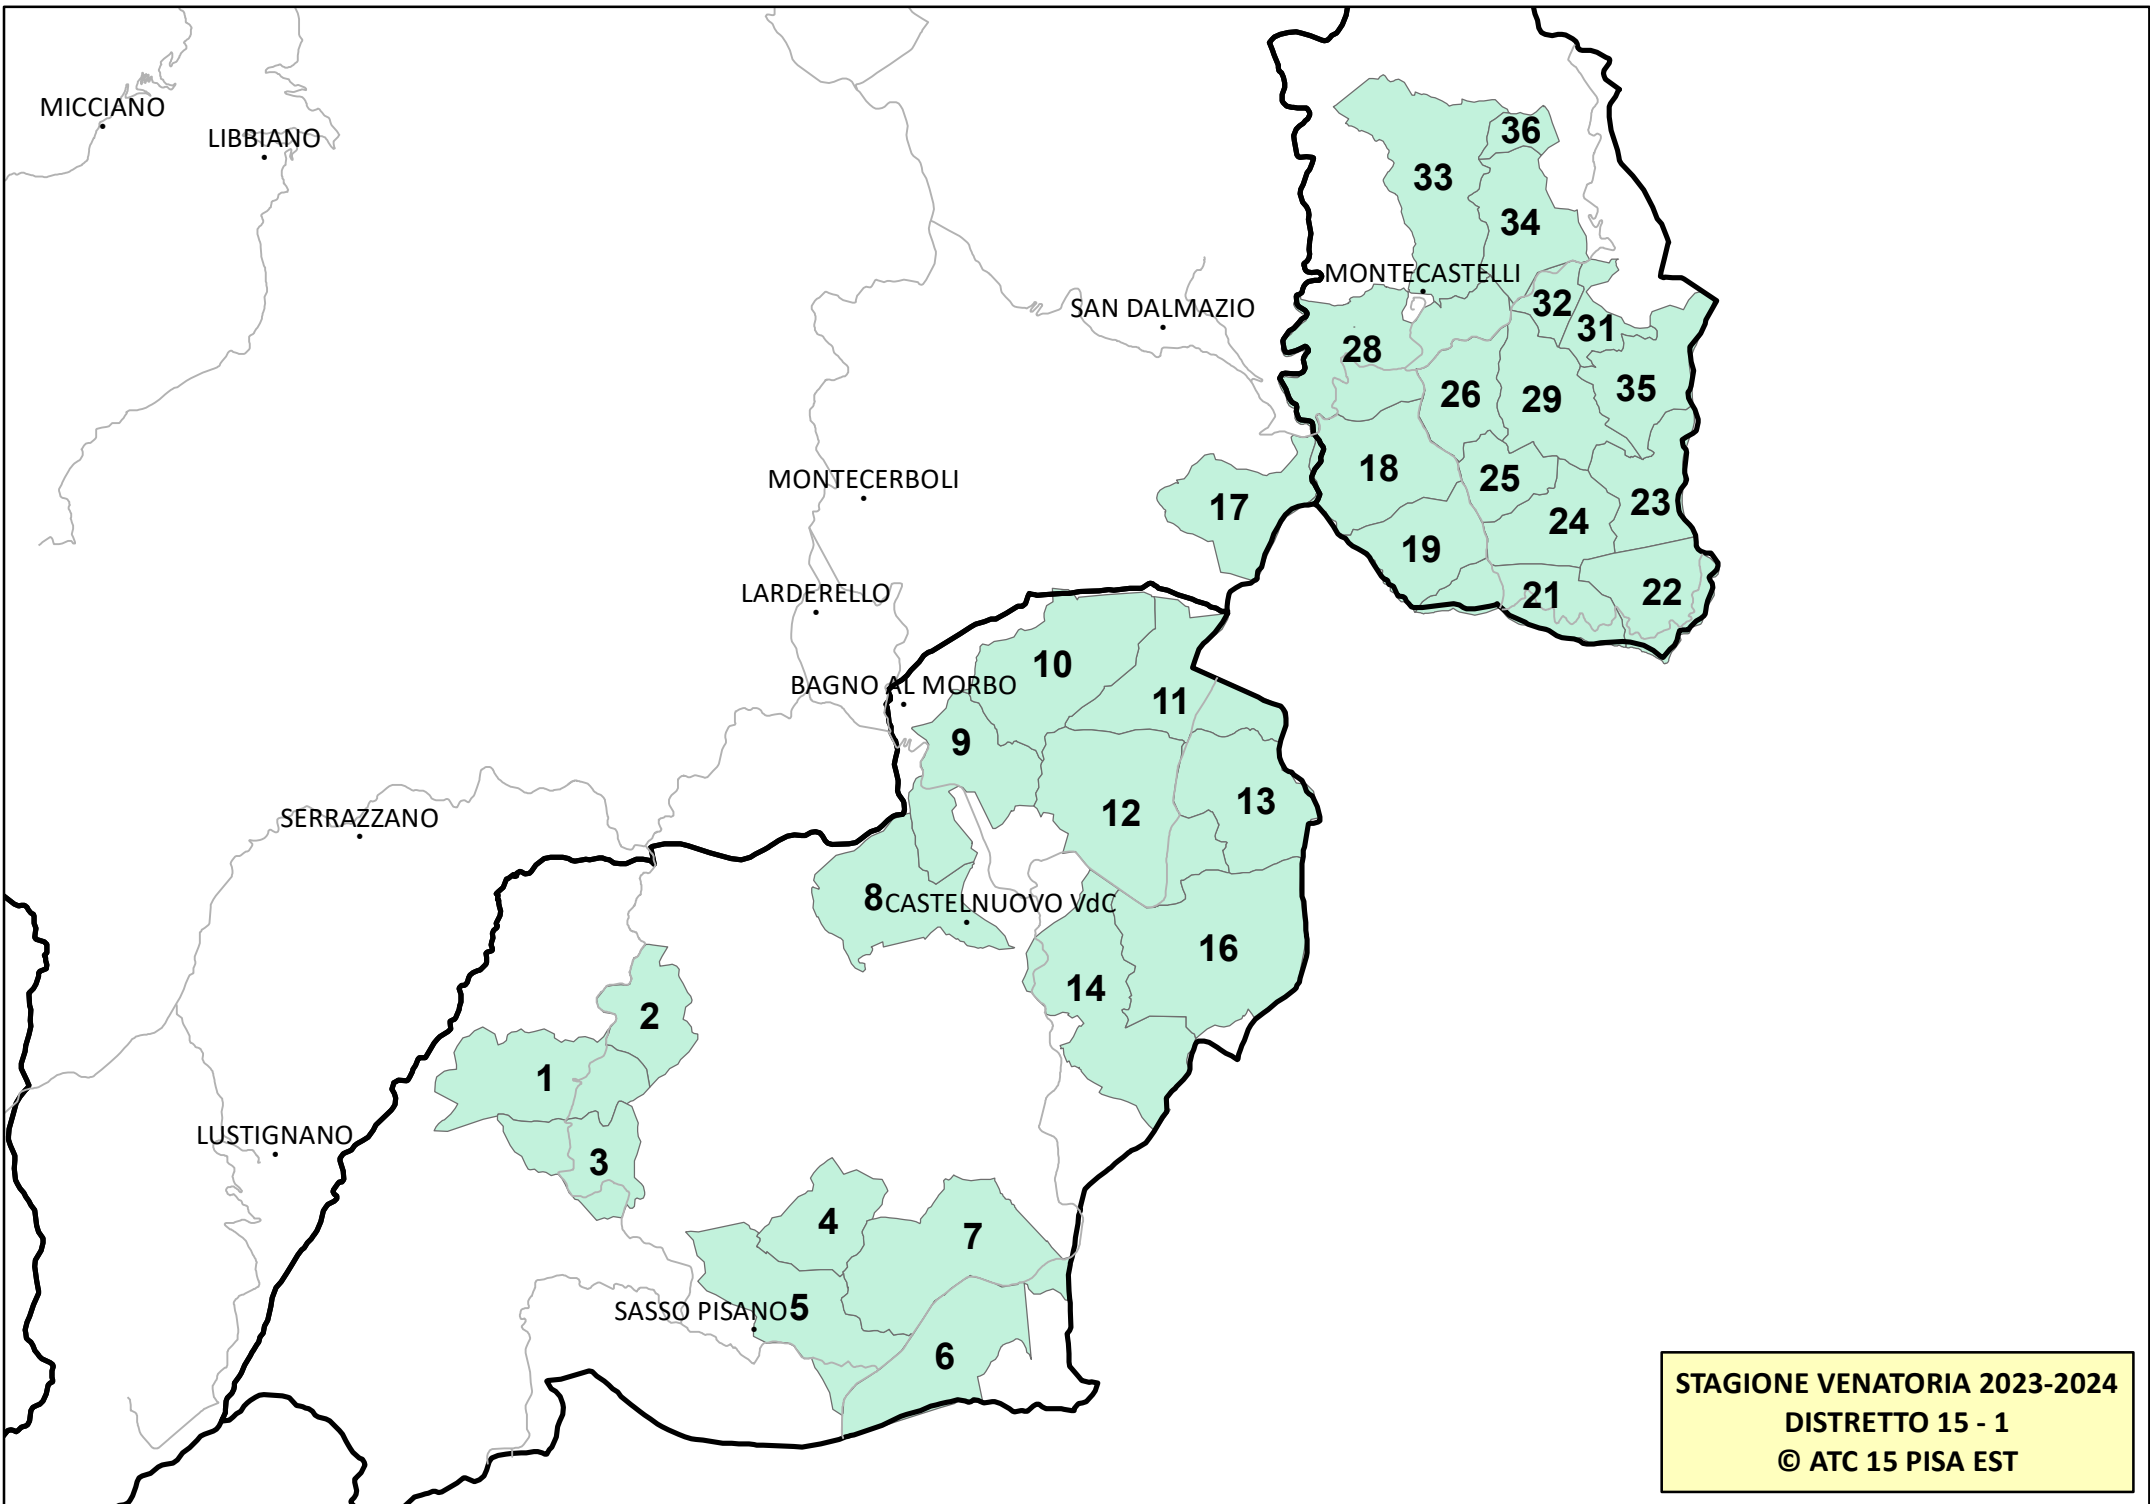 MICCIANO
LIBBIANO
36
33
34
MONTECASTELLI
SAN DALMAZIO
32
31
28
26
29
35
MONTECERBOLI
18
25
17
23
24
19
LARDERELLO
21
22
10
BAGNO AL MORBO
11
9
SERRAZZANO
12
13
8
CASTELNUOVO VdC
16
14
2
1
LUSTIGNANO
3
4
7
SASSO PISANO
5
6
STAGIONE VENATORIA 2023-2024
DISTRETTO 15 - 1
© ATC 15 PISA EST